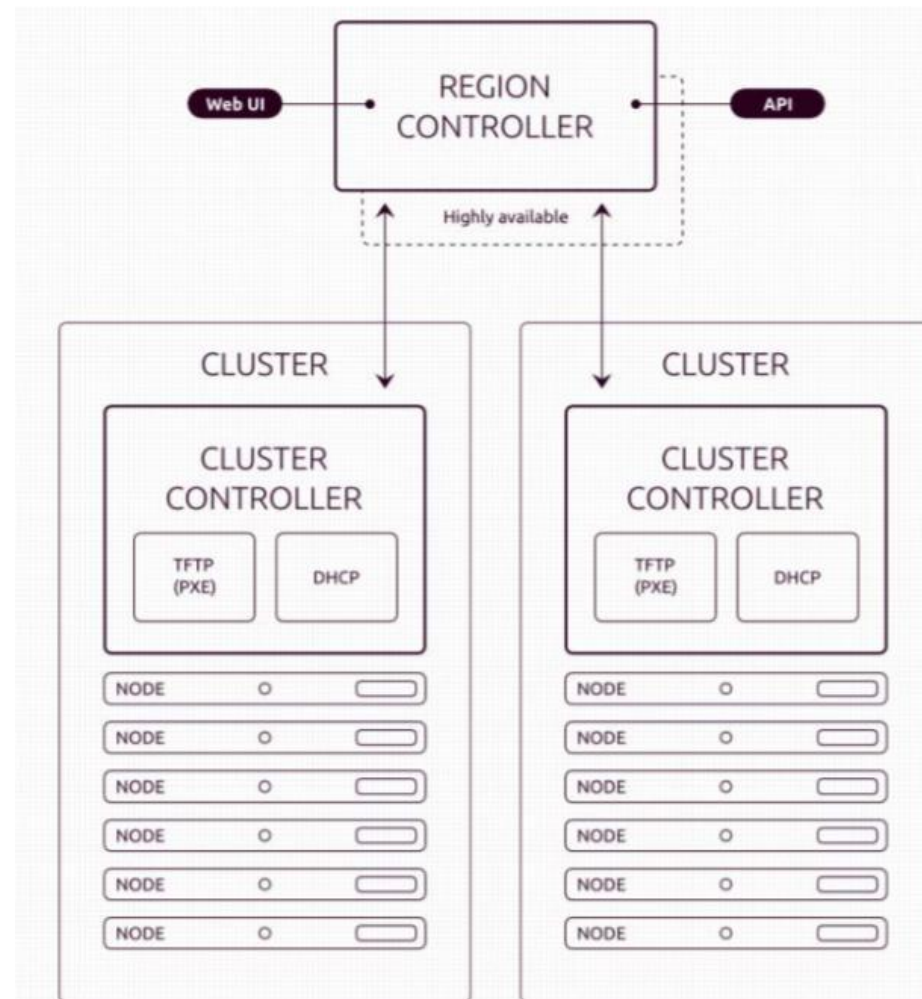 REGION
CONTROLLER
Web UI
API
Highly available
CLUSTER
CLUSTER
CONTROLLER
TFTP
(PXE)
DHCP
NODE
NODE
NODE
NODE
NODE
NODE
CLUSTER
CLUSTER
CONTROLLER
TFTP
(PXE)
DHCP
NODE
NODE
NODE
NODE
NODE
NODE